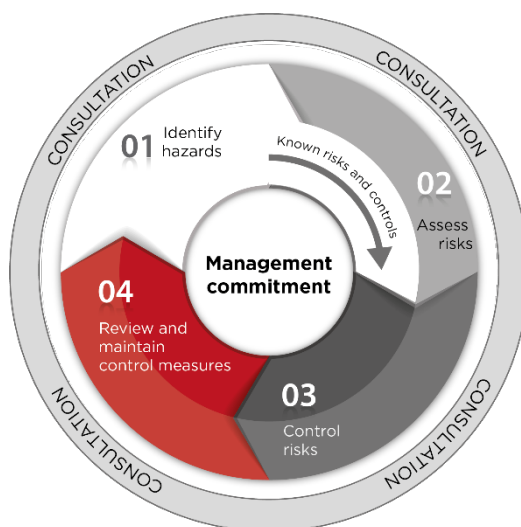 CONSULTATION
CONSULTATION
01
Identify
hazards
Known risks and controls
02
Assess
risks
Management
commitment
04
Review and
maintain
control measures
03
Control
risks
CONSULTATION
CONSULTATION